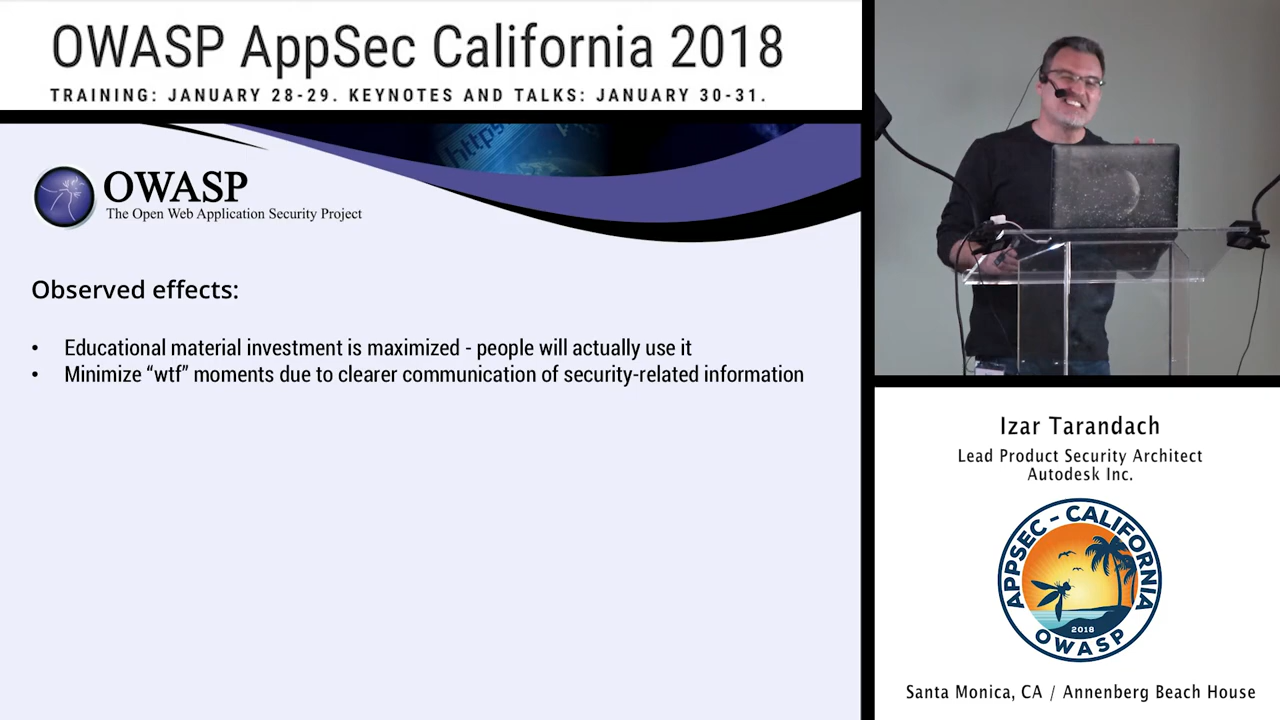 OWASP AppSec California 2018
TRAINING: JANUARY 28-29. KEYNOTES AND TALKS: JANUARY 30-31.
https
OWASP
The Open Web Application Security Project
Observed effects:
• Educational material investment is maximized - people will actually use it
• Minimize “wtf” moments due to clearer communication of security-related information
Izar Tarandach
Lead Product Security Architect
Autodesk Inc.
APPSEC - CALIFORNIA
2018
OWASP
Santa Monica, CA / Annenberg Beach House